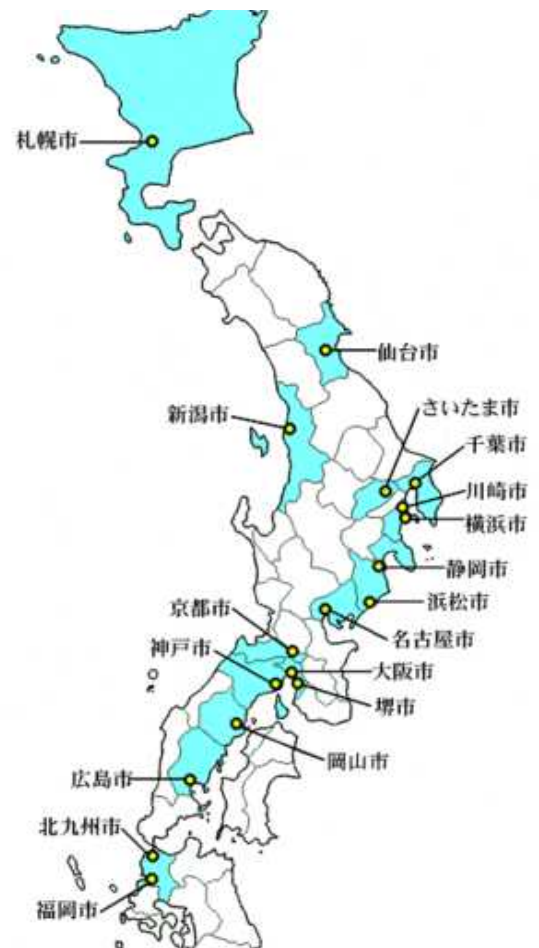 札幌市
仙台市
さいたま市
新潟市
千葉市
川崎市
横浜市
静岡市
浜松市
京都市
名古屋市
神戸市
大阪市
堺市
岡山市
広島市
北九州市
福岡市